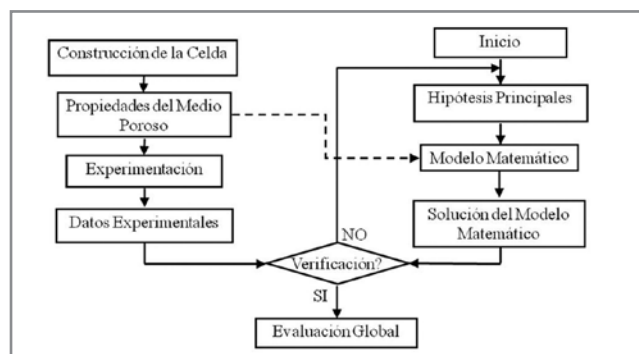 Construcción de la Celda
Propiedades del Medio
Poroso
Experimentación
Datos Experimentales
Inicio
Hipótesis Principales
Modelo Matemático
Solución del Modelo
Matemático
NO
Verificación?
SI
Evaluación Global